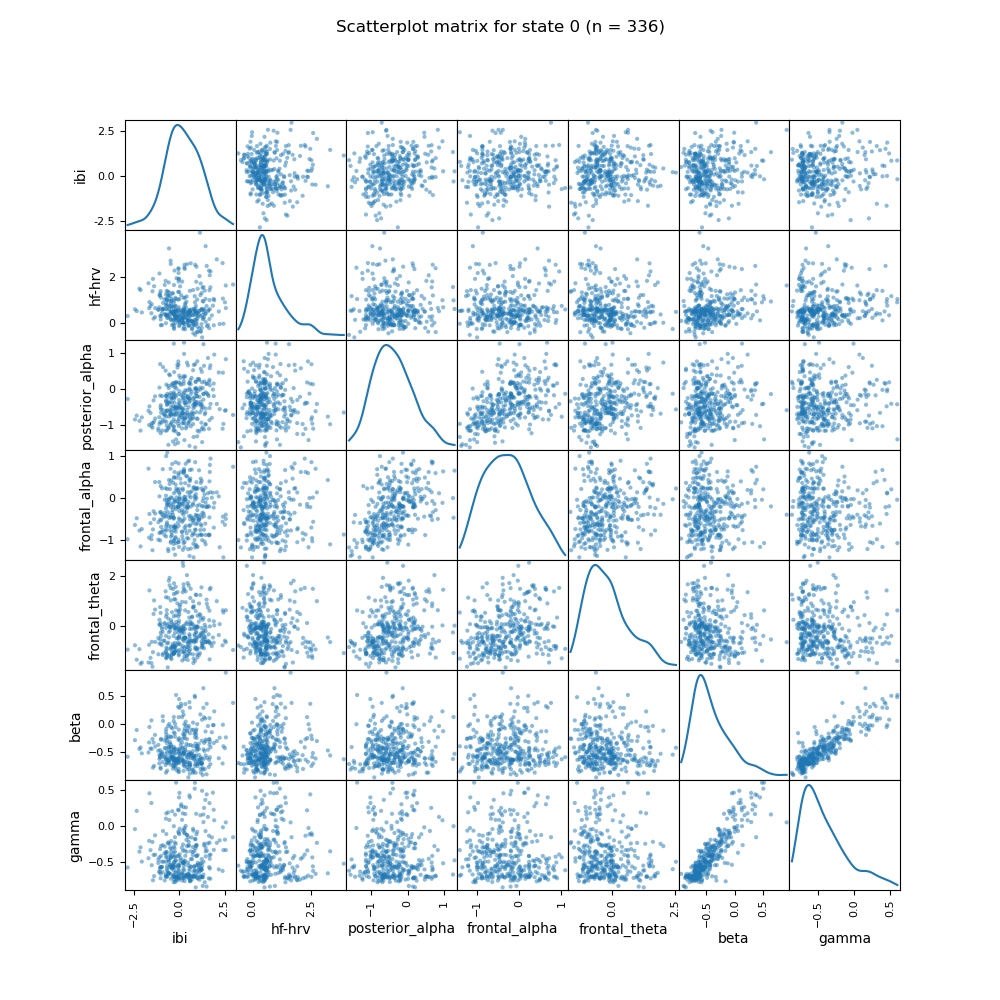 Scatterplot matrix for state 0 (n = 336)
ibi
2.5
0.0
−2.5
hf-hrv
2
0
posterior_alpha
1
0
−1
frontal_alpha
1
0
−1
frontal_theta
2
0
beta
0.5
0.0
−0.5
gamma
0.5
0.0
−0.5
−2.5 0.0 2.5 0.0 2.5 −1 0 1 −1 0 1 0.0 2.5 −0.5 0.0 0.5 −0.5 0.0 0.5
ibi hf-hrv posterior_alpha frontal_alpha frontal_theta beta gamma